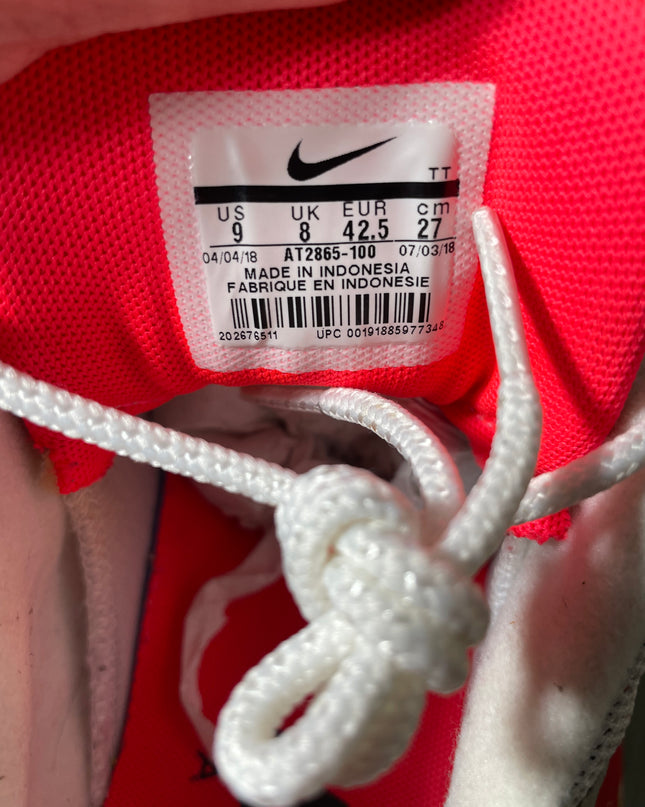 TT
US UK EUR cm
9 8 42.5 27
04/04/18 AT2865-100 07/03/18
MADE IN INDONESIA
FABRIQUE EN INDONESIE
202676511 UPC 00191885977348